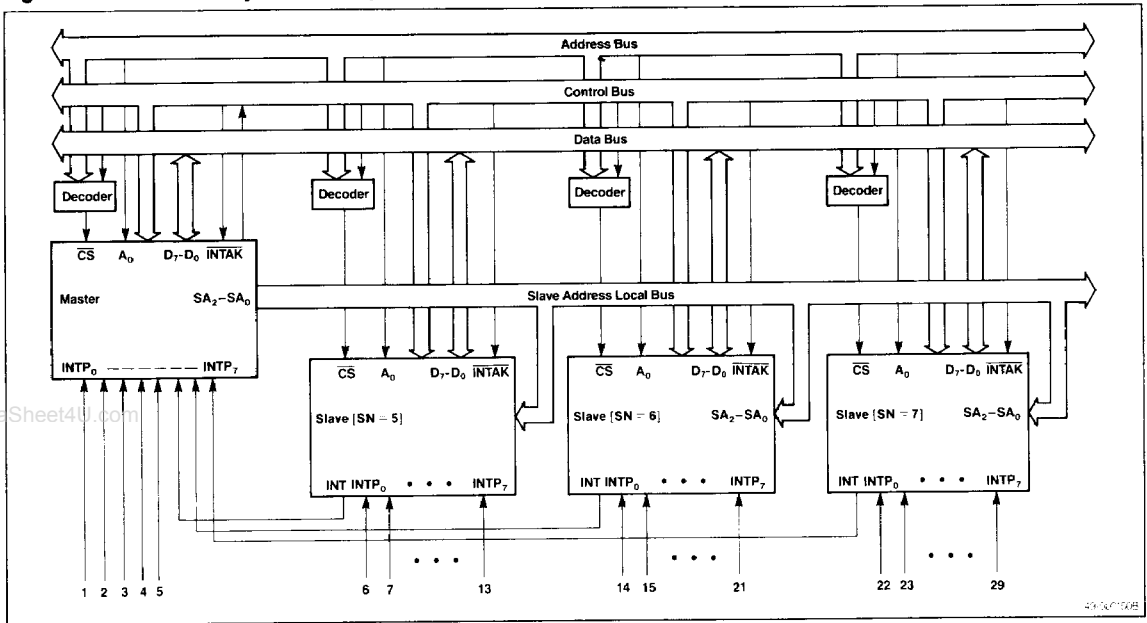 Address Bus
Control Bus
Data Bus
Decoder Decoder Decoder Decoder
CS A0 D7-D0 INTAK
Master SA2-SA0
INTP0 INTP7
Slave Address Local Bus
CS A0 D7-D0 INTAK
Slave [SN = 5]
INT INTP0 • • • INTP7
CS A0 D7-D0 INTAK
Slave [SN = 6] SA2-SA0
INT INTP0 • • • INTP7
CS A0 D7-D0 INTAK
Slave [SN = 7] SA2-SA0
INT INTP0 • • • INTP7
aSheet4U.com
1 2 3 4 5 6 7 • • • 13 14 15 • • • 21 22 23 • • • 29